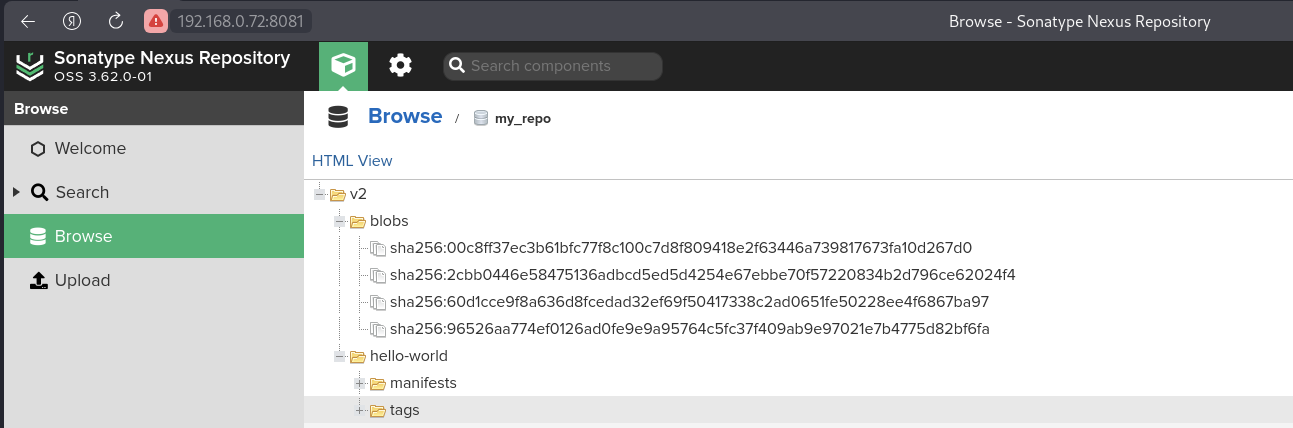 192.168.0.72:8081
Browse - Sonatype Nexus Repository
Sonatype Nexus Repository
OSS 3.62.0-01
Search components
Browse
Browse / my_repo
Welcome
HTML View
Search
Browse
Upload
v2
blobs
sha256:00c8ff37ec3b61bfc77f8c100c7d8f809418e2f63446a739817673fa10d267d0
sha256:2cbb0446e58475136adbcd5ed5d4254e67ebbe70f57220834b2d796ce62024f4
sha256:60d1cce9f8a636d8fcedad32ef69f50417338c2ad0651fe50228ee4f6867ba97
sha256:96526aa774ef0126ad0fe9e9a95764c5fc37f409ab9e97021e7b4775d82bf6fa
hello-world
manifests
tags